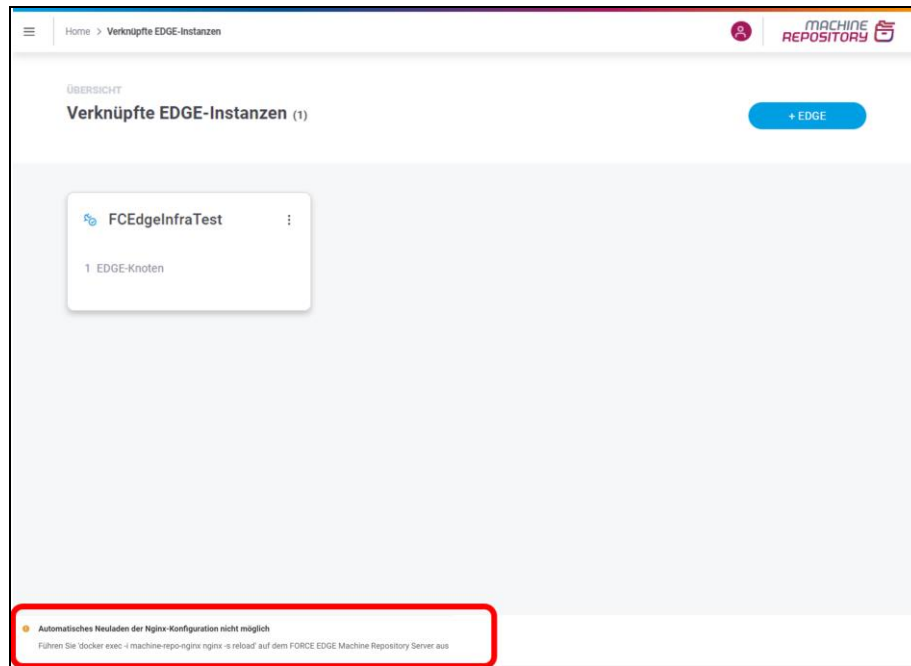 Home > Verknüpfte EDGE-Instanzen
MACHINE
REPOSITORY
ÜBERSICHT
Verknüpfte EDGE-Instanzen (1)
+ EDGE
FCEdgeInfraTest
1 EDGE-Knoten
Automatisches Neuladen der Nginx-Konfiguration nicht möglich
Führen Sie 'docker exec -i machine-repo-nginx nginx -s reload' auf dem FORCE EDGE Machine Repository Server aus